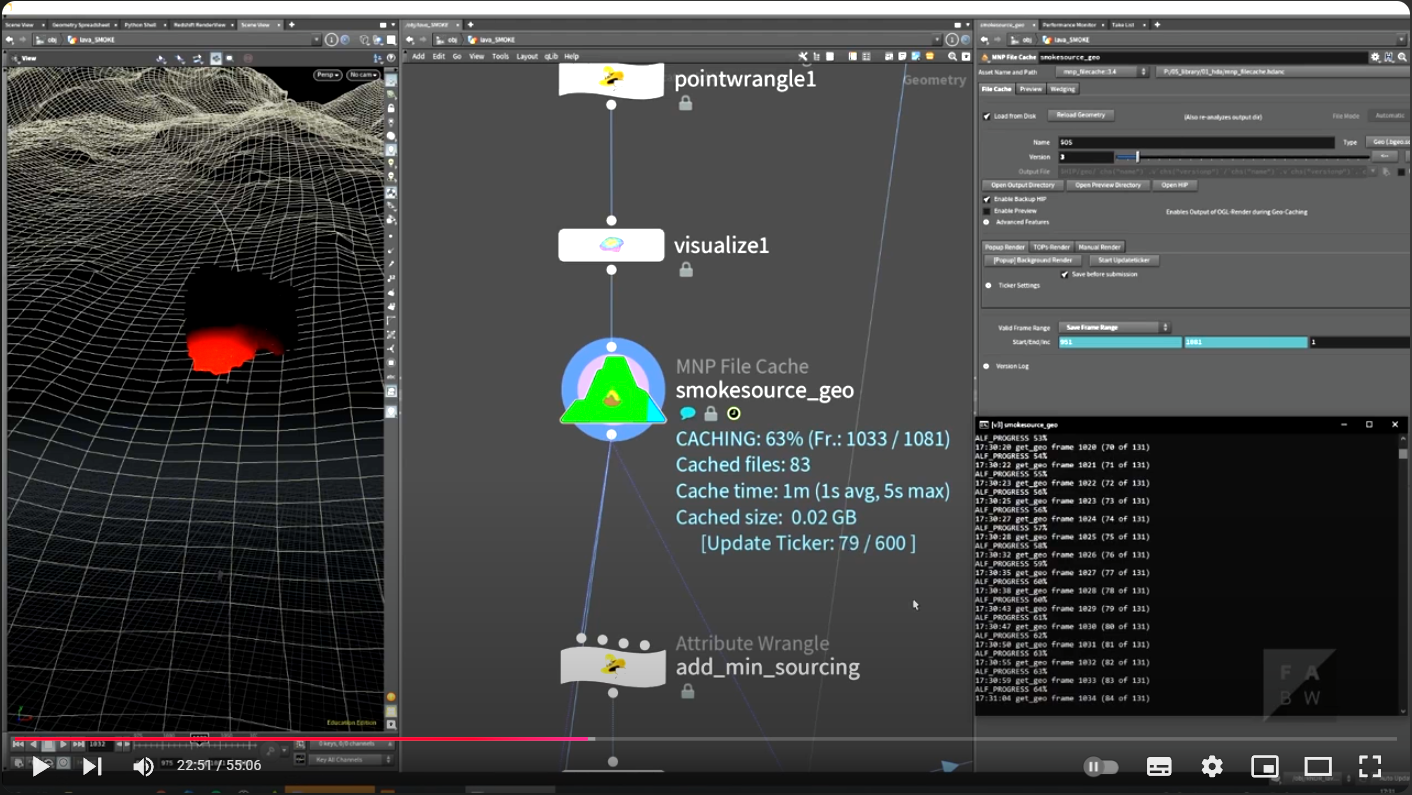 Scene View
Geometry Spreadsheet
Python Shell
Redshift RenderView
Scene View
obj
lava_SMOKE
View
Persp
No cam
Education Edition
1032
0 keys, 0/0 channels
Key All Channels
975
/obj/lava_SMOKE
obj
lava_SMOKE
Add Edit Go View Tools Layout qLib Help
Geometry
pointwrangle1
visualize1
MNP File Cache
smokesource_geo
CACHING: 63% (Fr.: 1033 / 1081)
Cached files: 83
Cache time: 1m (1s avg, 5s max)
Cached size: 0.02 GB
[Update Ticker: 79 / 600 ]
Attribute Wrangle
add_min_sourcing
smokesource_geo
Performance Monitor
Take List
obj
lava_SMOKE
MNP File Cache smokesource_geo
Asset Name and Path
mnp_filecache::3.4
P:/05_library/01_hda/mnp_filecache.hdanc
File Cache Preview Wedging
Load from Disk
Reload Geometry
(Also re-analyzes output dir)
File Mode
Automatic
Name
$OS
Type
Version
3
Output File
Open Output Directory
Open Preview Directory
Open HIP
Enable Backup HIP
Enable Preview
Enables Output of OGL-Render during Geo-Caching
Advanced Features
Popup Render TOPs-Render Manual Render
[Popup] Background Render
Start Updateticker
Save before submission
Ticker Settings
Valid Frame Range
Save Frame Range
Start/End/Inc
951
1081
1
Version Log
[v3] smokesource_geo
ALF_PROGRESS 53%
17:30:20 get_geo frame 1020 (70 of 131)
ALF_PROGRESS 54%
17:30:22 get_geo frame 1021 (71 of 131)
ALF_PROGRESS 55%
17:30:23 get_geo frame 1022 (72 of 131)
ALF_PROGRESS 56%
17:30:25 get_geo frame 1023 (73 of 131)
ALF_PROGRESS 56%
17:30:27 get_geo frame 1024 (74 of 131)
ALF_PROGRESS 57%
17:30:28 get_geo frame 1025 (75 of 131)
ALF_PROGRESS 58%
17:30:32 get_geo frame 1026 (76 of 131)
ALF_PROGRESS 59%
17:30:35 get_geo frame 1027 (77 of 131)
ALF_PROGRESS 60%
17:30:38 get_geo frame 1028 (78 of 131)
ALF_PROGRESS 60%
17:30:43 get_geo frame 1029 (79 of 131)
ALF_PROGRESS 61%
17:30:47 get_geo frame 1030 (80 of 131)
ALF_PROGRESS 62%
17:30:50 get_geo frame 1031 (81 of 131)
ALF_PROGRESS 63%
17:30:55 get_geo frame 1032 (82 of 131)
ALF_PROGRESS 63%
17:30:59 get_geo frame 1033 (83 of 131)
ALF_PROGRESS 64%
17:31:04 get_geo frame 1034 (84 of 131)
F A
B W
22:51 / 55:06